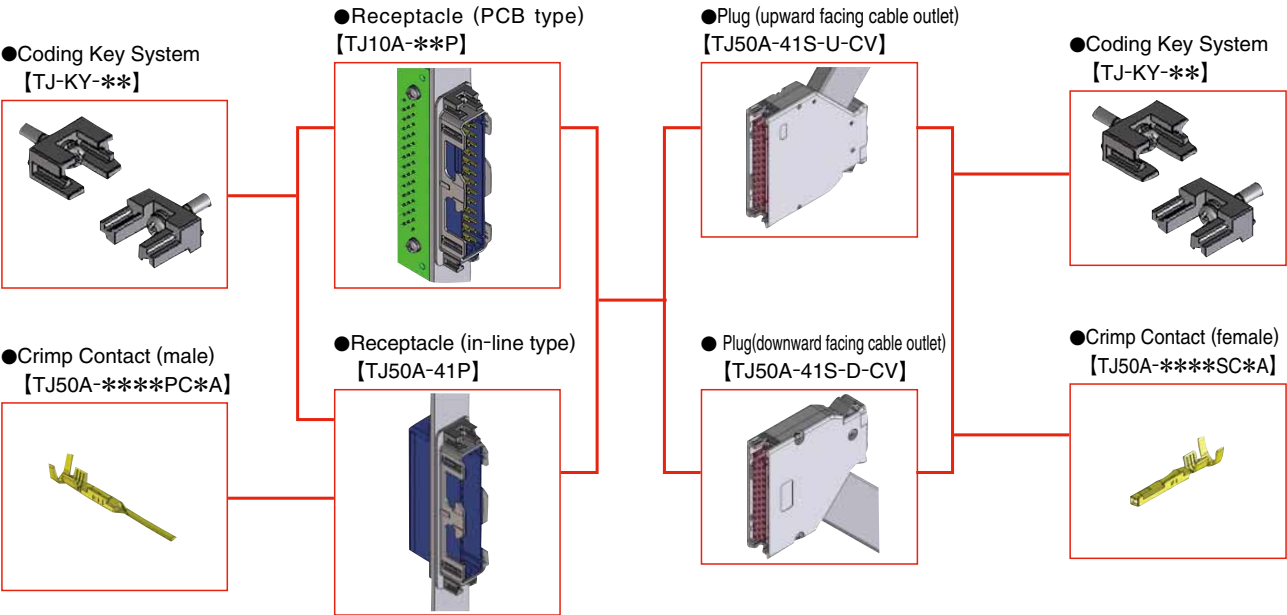 ●Coding Key System
【TJ-KY-**】
●Receptacle (PCB type)
【TJ10A-**P】
●Plug (upward facing cable outlet)
【TJ50A-41S-U-CV】
●Coding Key System
【TJ-KY-**】
●Crimp Contact (male)
【TJ50A-****PC*A】
●Receptacle (in-line type)
【TJ50A-41P】
● Plug(downward facing cable outlet)
【TJ50A-41S-D-CV】
●Crimp Contact (female)
【TJ50A-****SC*A】